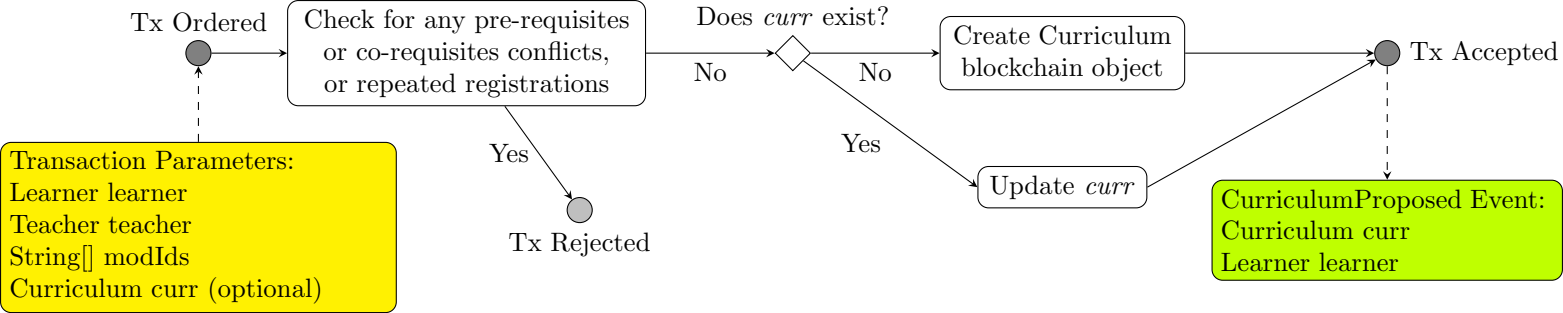 Tx Ordered
Check for any pre-requisites
or co-requisites conflicts,
or repeated registrations
No
Does curr exist?
No
Create Curriculum
blockchain object
Tx Accepted
Yes
Tx Rejected
Yes
Update curr
Transaction Parameters:
Learner learner
Teacher teacher
String[] modIds
Curriculum curr (optional)
CurriculumProposed Event:
Curriculum curr
Learner learner